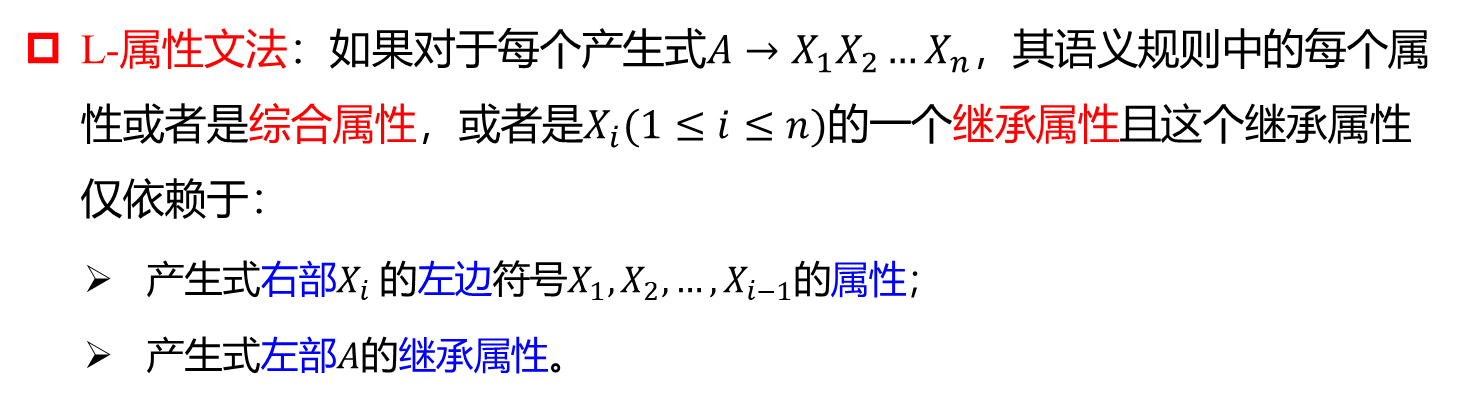 L-属性文法：如果对于每个产生式A → X₁X₂ … Xₙ，其语义规则中的每个属
性或者是综合属性，或者是Xᵢ(1 ≤ i ≤ n)的一个继承属性且这个继承属性
仅依赖于：
➢ 产生式右部Xᵢ 的左边符号X₁, X₂, … , Xᵢ₋₁的属性；
➢ 产生式左部A的继承属性。